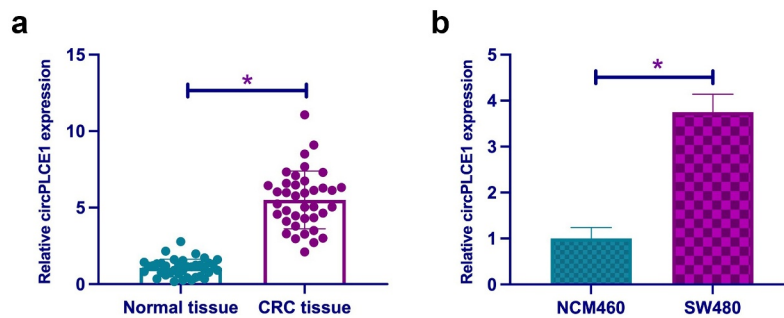 a
Relative circPLCE1 expression
15
10
5
0
*
Normal tissue
CRC tissue
b
Relative circPLCE1 expression
5
4
3
2
1
0
*
NCM460
SW480